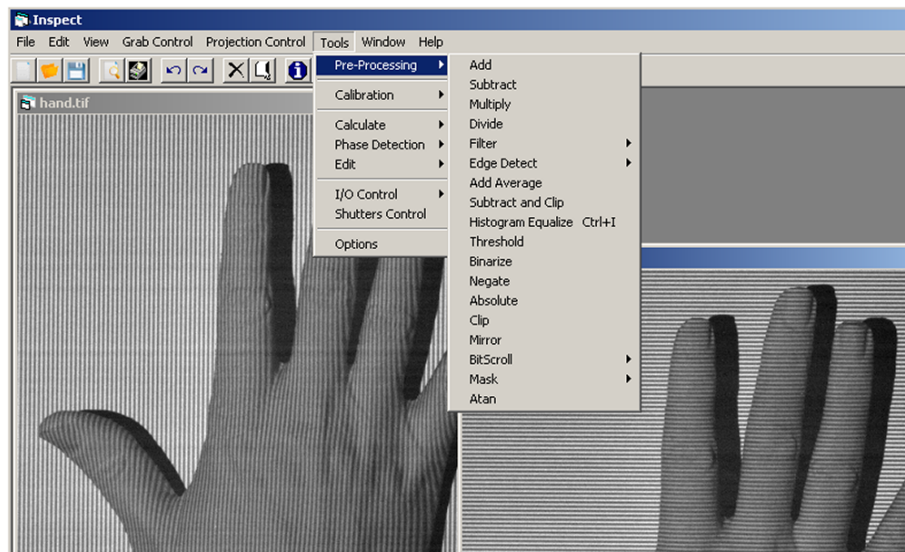 Inspect
File Edit View Grab Control Projection Control Tools Window Help
hand.tif
Pre-Processing
Calibration
Calculate
Phase Detection
Edit
I/O Control
Shutters Control
Options
Add
Subtract
Multiply
Divide
Filter
Edge Detect
Add Average
Subtract and Clip
Histogram Equalize Ctrl+I
Threshold
Binarize
Negate
Absolute
Clip
Mirror
BitScroll
Mask
Atan